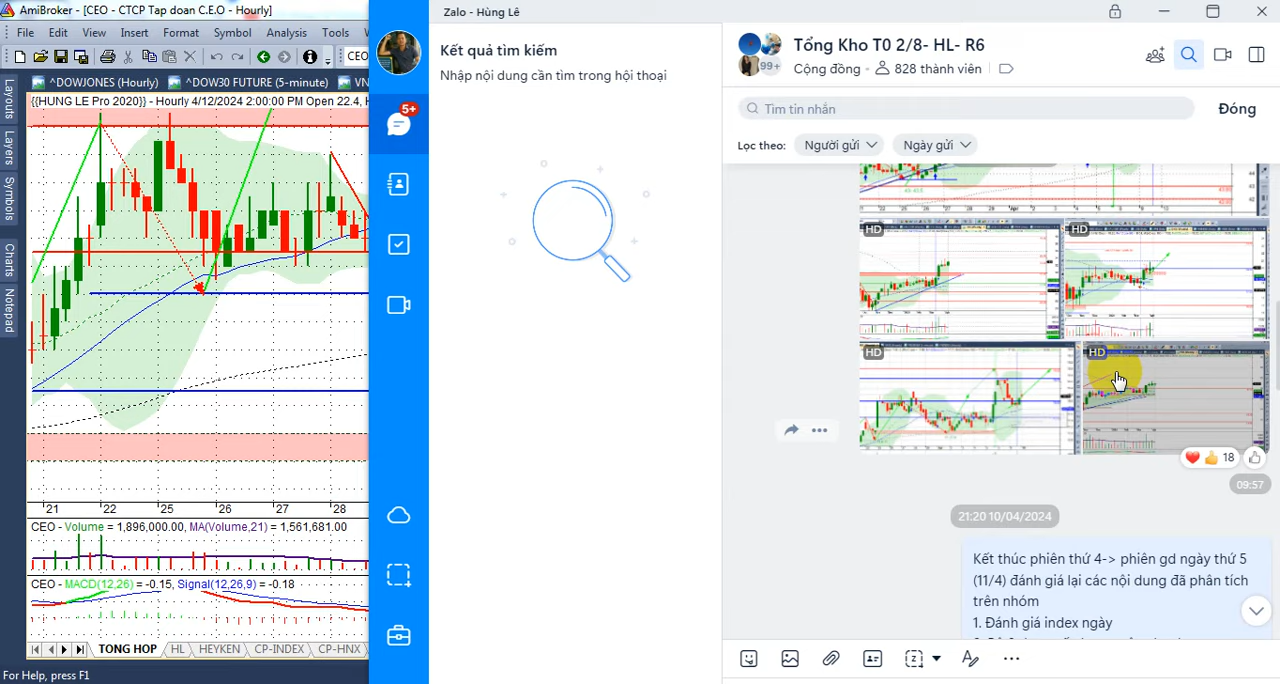 AmiBroker - [CEO - CTCP Tap doan C.E.O - Hourly]
File Edit View Insert Format Symbol Analysis Tools
CEO
^DOWJONES (Hourly) ^DOW30 FUTURE (5-minute) VN
{{HUNG LE Pro 2020}} - Hourly 4/12/2024 2:00:00 PM Open 22.4,
Layouts
Layers
Symbols
Charts
Notepad
21 22 25 26 27 28
CEO - Volume = 1,896,000.00, MA(Volume,21) = 1,561,681.00
CEO - MACD(12,26) = -0.15, Signal(12,26,9) = -0.18
TONG HOP HL HEYKEN CP-INDEX CP-HNX
For Help, press F1
Zalo - Hùng Lê
5+
Kết quả tìm kiếm
Nhập nội dung cần tìm trong hội thoại
99+
Tổng Kho T0 2/8- HL- R6
Cộng đồng 828 thành viên
Tìm tin nhắn
Đóng
Lọc theo: Người gửi Ngày gửi
HD HD
HD HD
18
09:57
21:20 10/04/2024
Kết thúc phiên thứ 4-> phiên gd ngày thứ 5
(11/4) đánh giá lại các nội dung đã phân tích
trên nhóm
1. Đánh giá index ngày